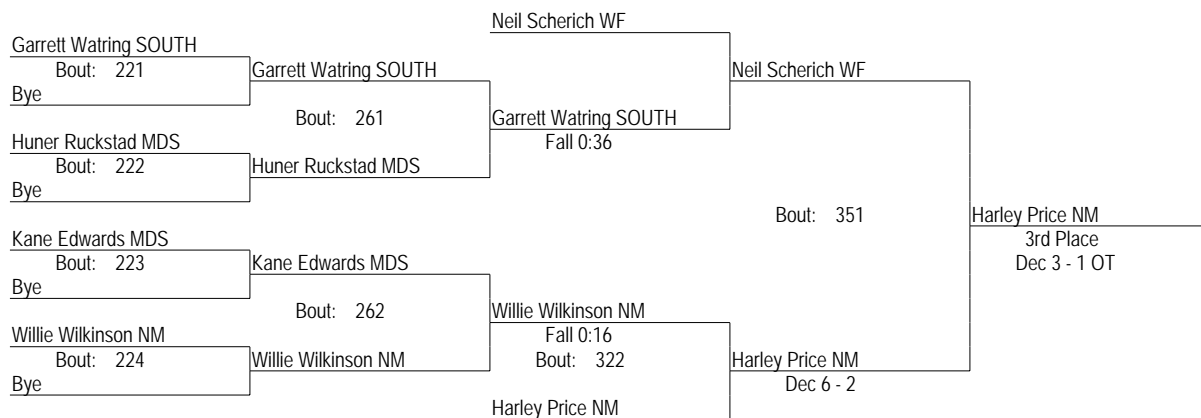 Neil Scherich WF
Garrett Watring SOUTH
Bout: 221
Bye
Garrett Watring SOUTH
Neil Scherich WF
Bout: 261
Garrett Watring SOUTH
Fall 0:36
Huner Ruckstad MDS
Bout: 222
Bye
Huner Ruckstad MDS
Bout: 351
Harley Price NM
3rd Place
Dec 3 - 1 OT
Kane Edwards MDS
Bout: 223
Bye
Kane Edwards MDS
Bout: 262
Willie Wilkinson NM
Fall 0:16
Bout: 322
Willie Wilkinson NM
Bout: 224
Bye
Willie Wilkinson NM
Harley Price NM
Dec 6 - 2
Harley Price NM